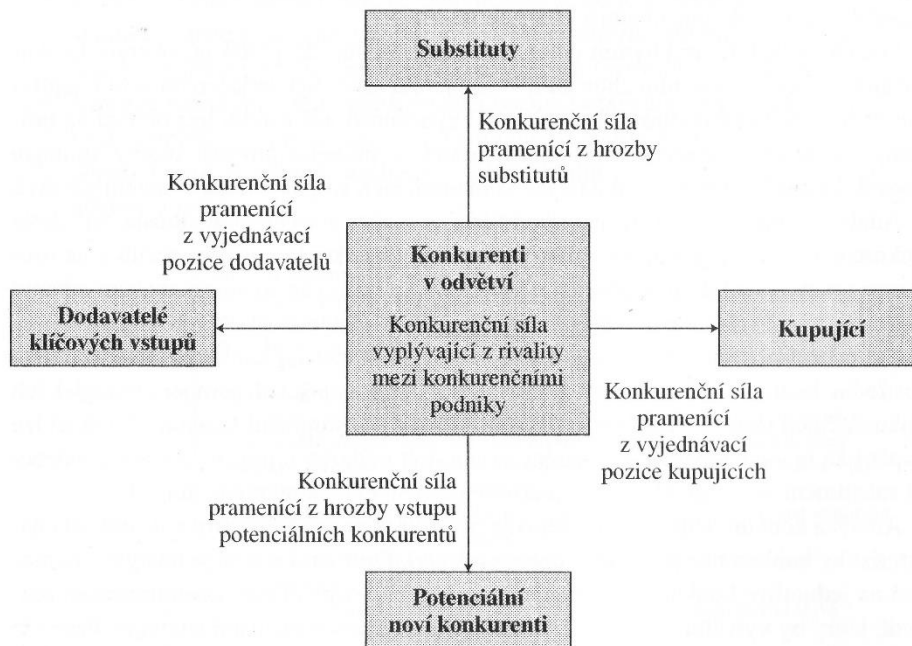 Substituty
Konkurenční síla
pramenící z hrozby
substitutů
Konkurenční síla
pramenící
z vyjednávací
pozice dodavatelů
Konkurenti
v odvětví
Konkurenční síla
vyplývající z rivality
mezi konkurenčními
podniky
Dodavatelé
klíčových vstupů
Kupující
Konkurenční síla
pramenící
z vyjednávací
pozice kupujících
Konkurenční síla
pramenící z hrozby vstupu
potenciálních konkurentů
Potenciální
noví konkurenti